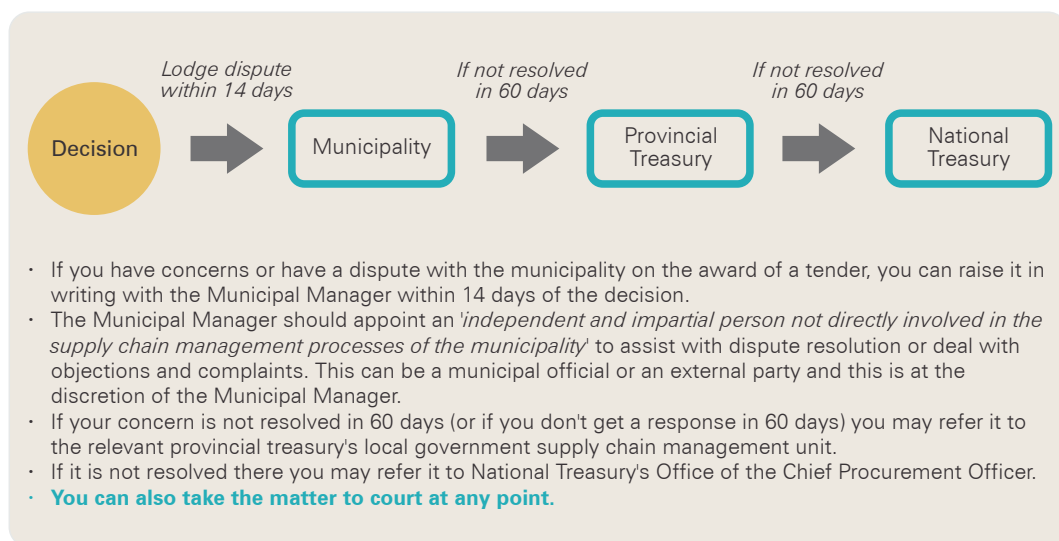 Lodge dispute
within 14 days
If not resolved
in 60 days
If not resolved
in 60 days
Decision
Municipality
Provincial
Treasury
National
Treasury
· If you have concerns or have a dispute with the municipality on the award of a tender, you can raise it in
writing with the Municipal Manager within 14 days of the decision.
· The Municipal Manager should appoint an 'independent and impartial person not directly involved in the
supply chain management processes of the municipality' to assist with dispute resolution or deal with
objections and complaints. This can be a municipal official or an external party and this is at the
discretion of the Municipal Manager.
· If your concern is not resolved in 60 days (or if you don't get a response in 60 days) you may refer it to
the relevant provincial treasury's local government supply chain management unit.
· If it is not resolved there you may refer it to National Treasury's Office of the Chief Procurement Officer.
· You can also take the matter to court at any point.